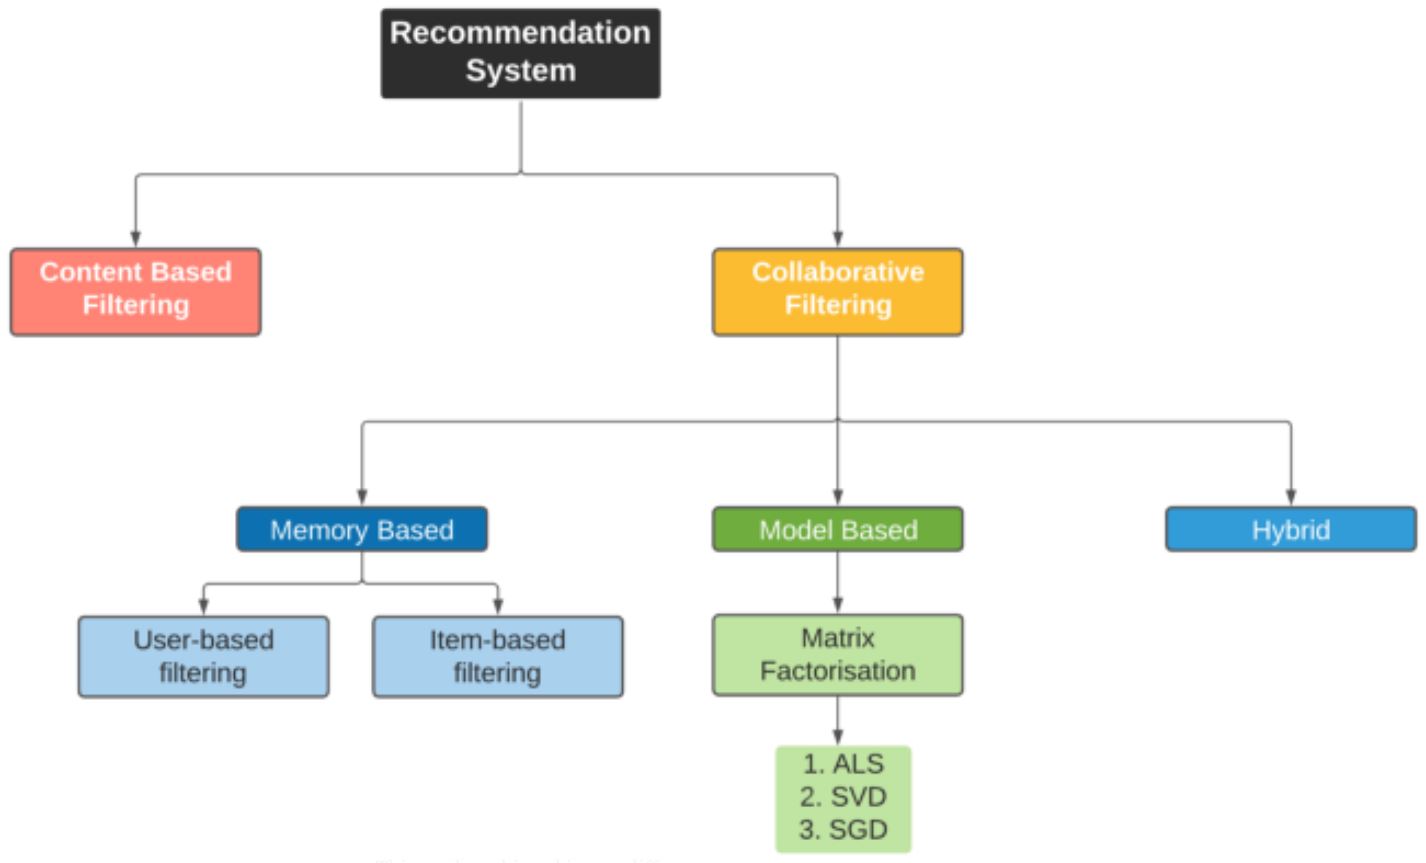 Recommendation
System
Content Based
Filtering
Collaborative
Filtering
Memory Based
Model Based
Hybrid
User-based
filtering
Item-based
filtering
Matrix
Factorisation
1. ALS
2. SVD
3. SGD